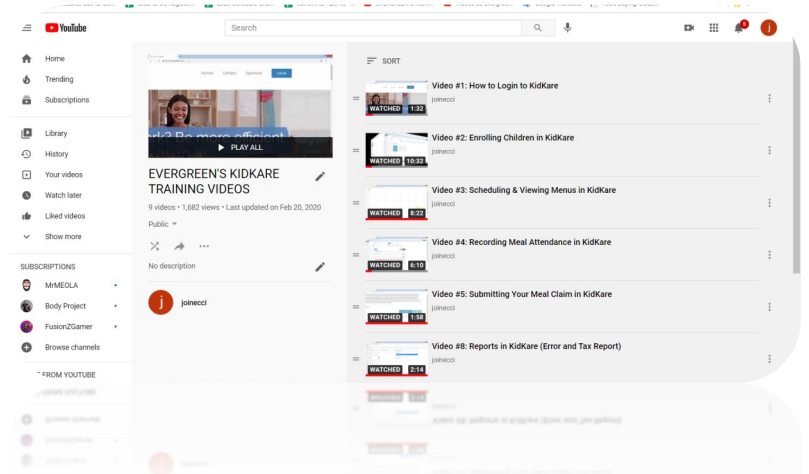 YouTube
Search
5
j
Home
Trending
Subscriptions
Library
History
Your videos
Watch later
Liked videos
Show more
SUBSCRIPTIONS
MrMEOLA
Body Project
FusionZGamer
Browse channels
FROM YOUTUBE
rk? Be more efficient
PLAY ALL
EVERGREEN'S KIDKARE
TRAINING VIDEOS
9 videos • 1,682 views • Last updated on Feb 20, 2020
Public
No description
j
joinecci
SORT
Video #1: How to Login to KidKare
joinecci
WATCHED 1:32
Video #2: Enrolling Children in KidKare
joinecci
WATCHED 10:32
Video #3: Scheduling & Viewing Menus in KidKare
joinecci
WATCHED 8:22
Video #4: Recording Meal Attendance in KidKare
joinecci
WATCHED 6:10
Video #5: Submitting Your Meal Claim in KidKare
joinecci
WATCHED 1:58
Video #8: Reports in KidKare (Error and Tax Report)
joinecci
WATCHED 2:14